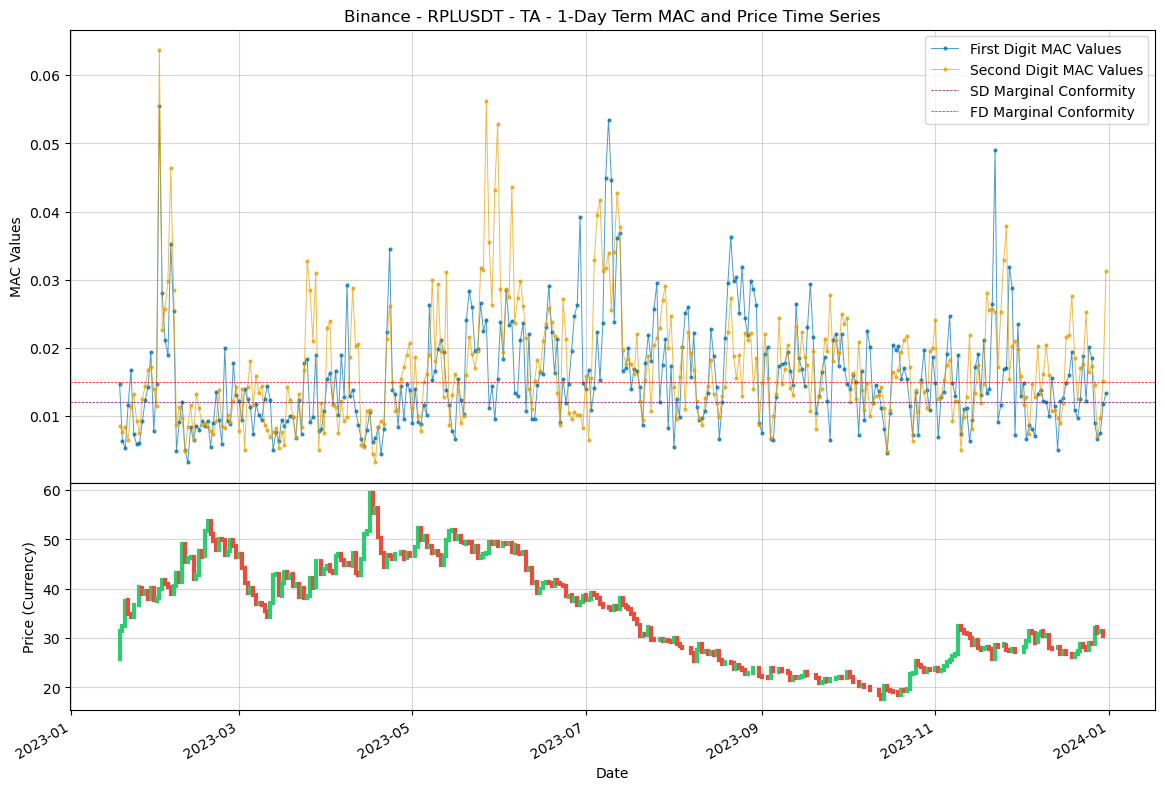 Binance - RPLUSDT - TA - 1-Day Term MAC and Price Time Series
First Digit MAC Values
Second Digit MAC Values
SD Marginal Conformity
FD Marginal Conformity
MAC Values
0.06
0.05
0.04
0.03
0.02
0.01
Price (Currency)
60
50
40
30
20
2023-01
2023-03
2023-05
2023-07
2023-09
2023-11
2024-01
Date